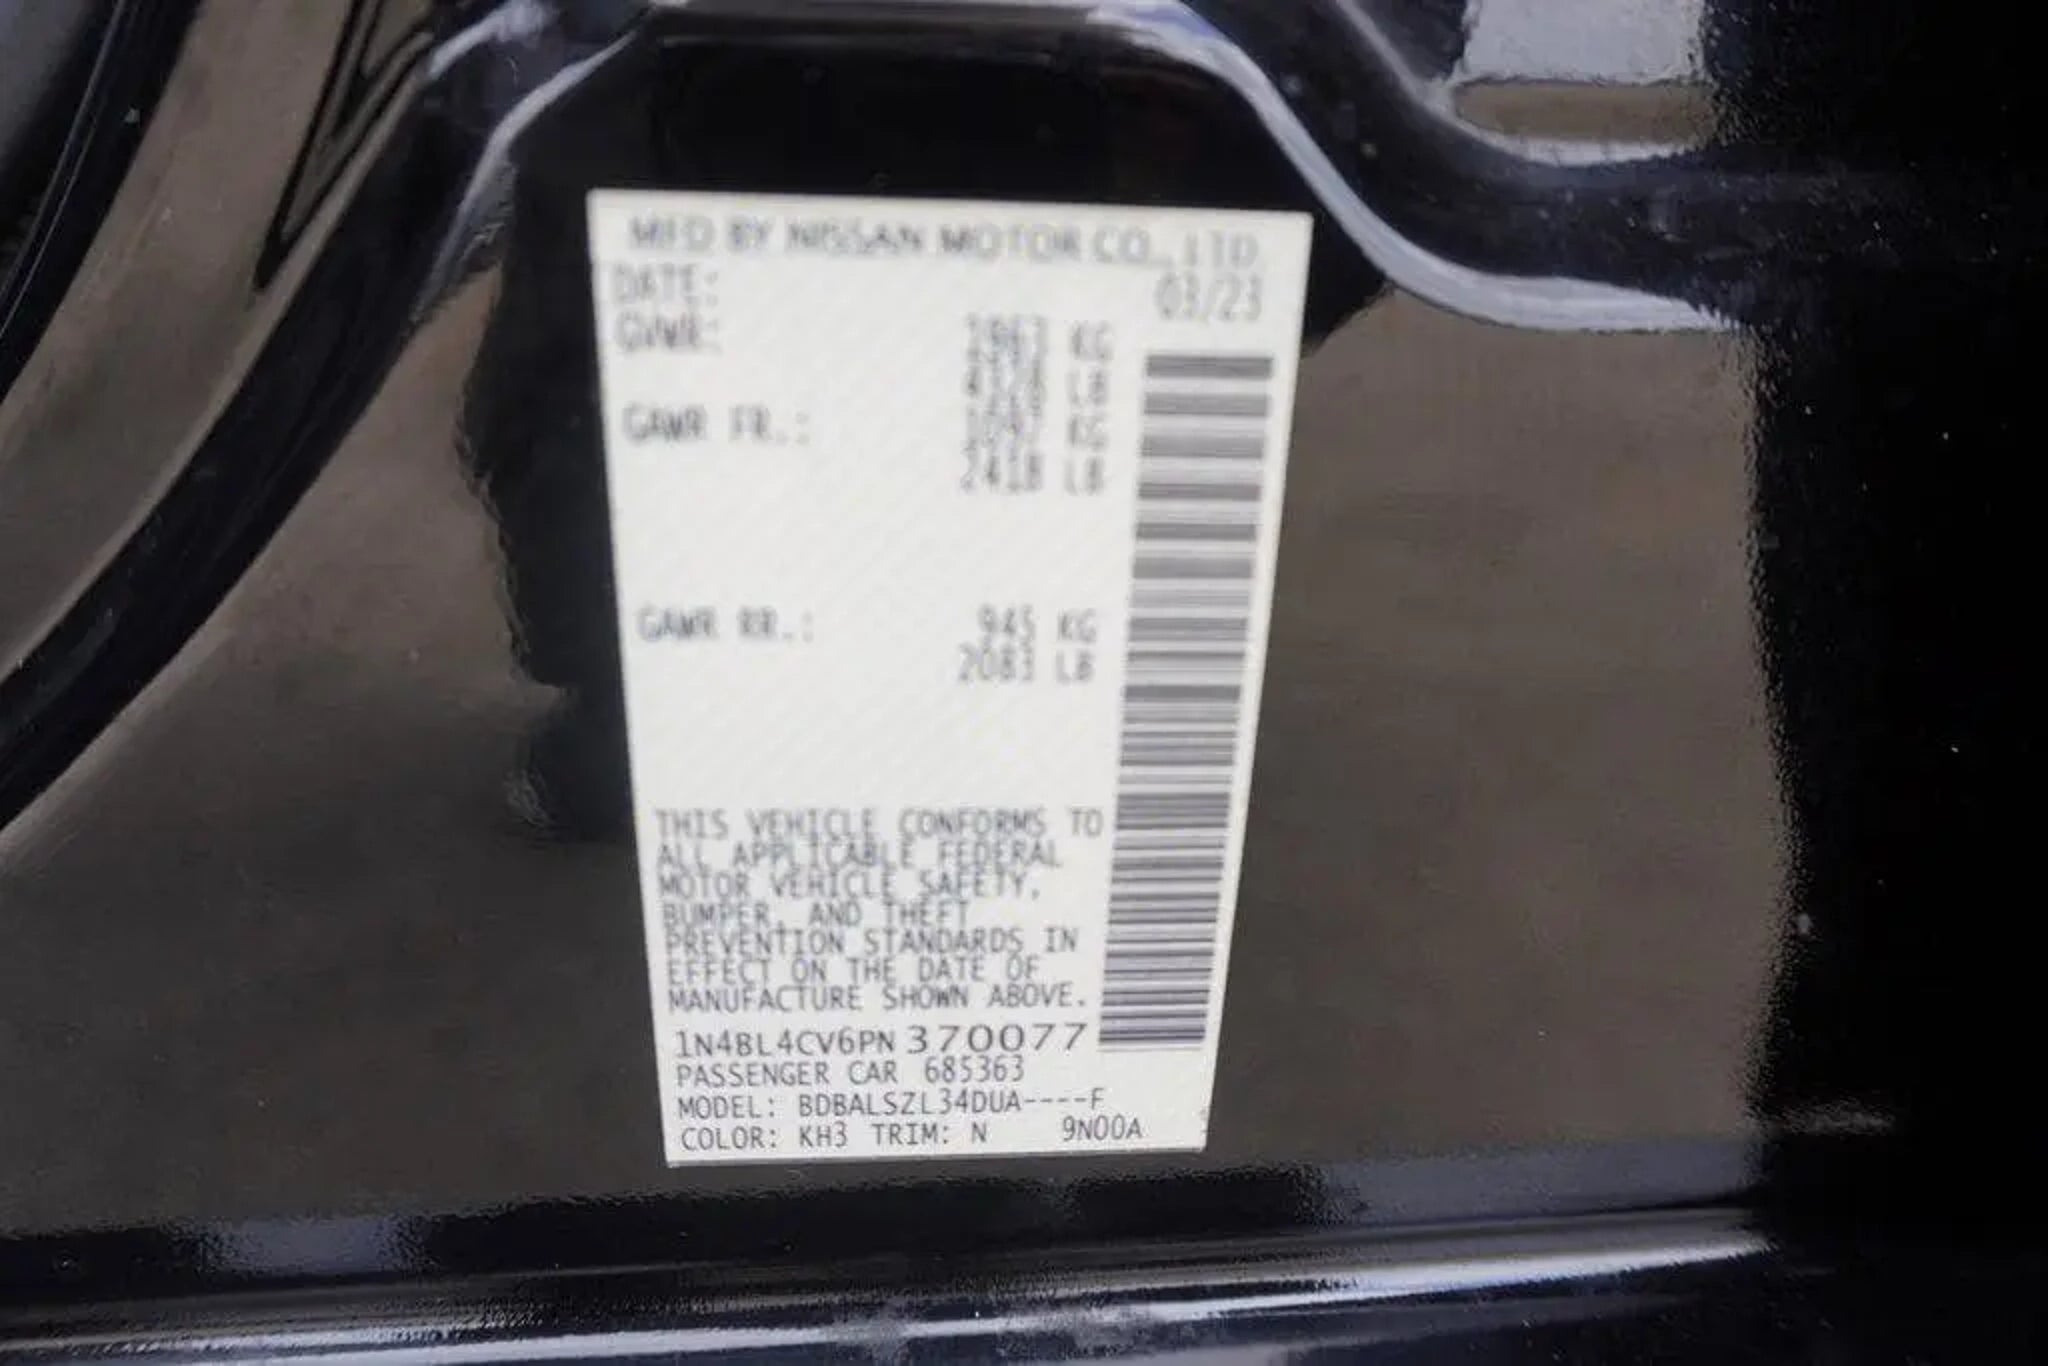 MFD BY NISSAN MOTOR CO., LTD.
DATE: 03/23
GVWR: KG
LB
GAWR FR.: 1097 KG
2418 LB
GAWR RR.: 945 KG
2083 LB
THIS VEHICLE CONFORMS TO
ALL APPLICABLE FEDERAL
MOTOR VEHICLE SAFETY,
BUMPER, AND THEFT
PREVENTION STANDARDS IN
EFFECT ON THE DATE OF
MANUFACTURE SHOWN ABOVE.
1N4BL4CV6PN370077
PASSENGER CAR 685363
MODEL: BDBALSZL34DUA----F
COLOR: KH3 TRIM: N 9N00A